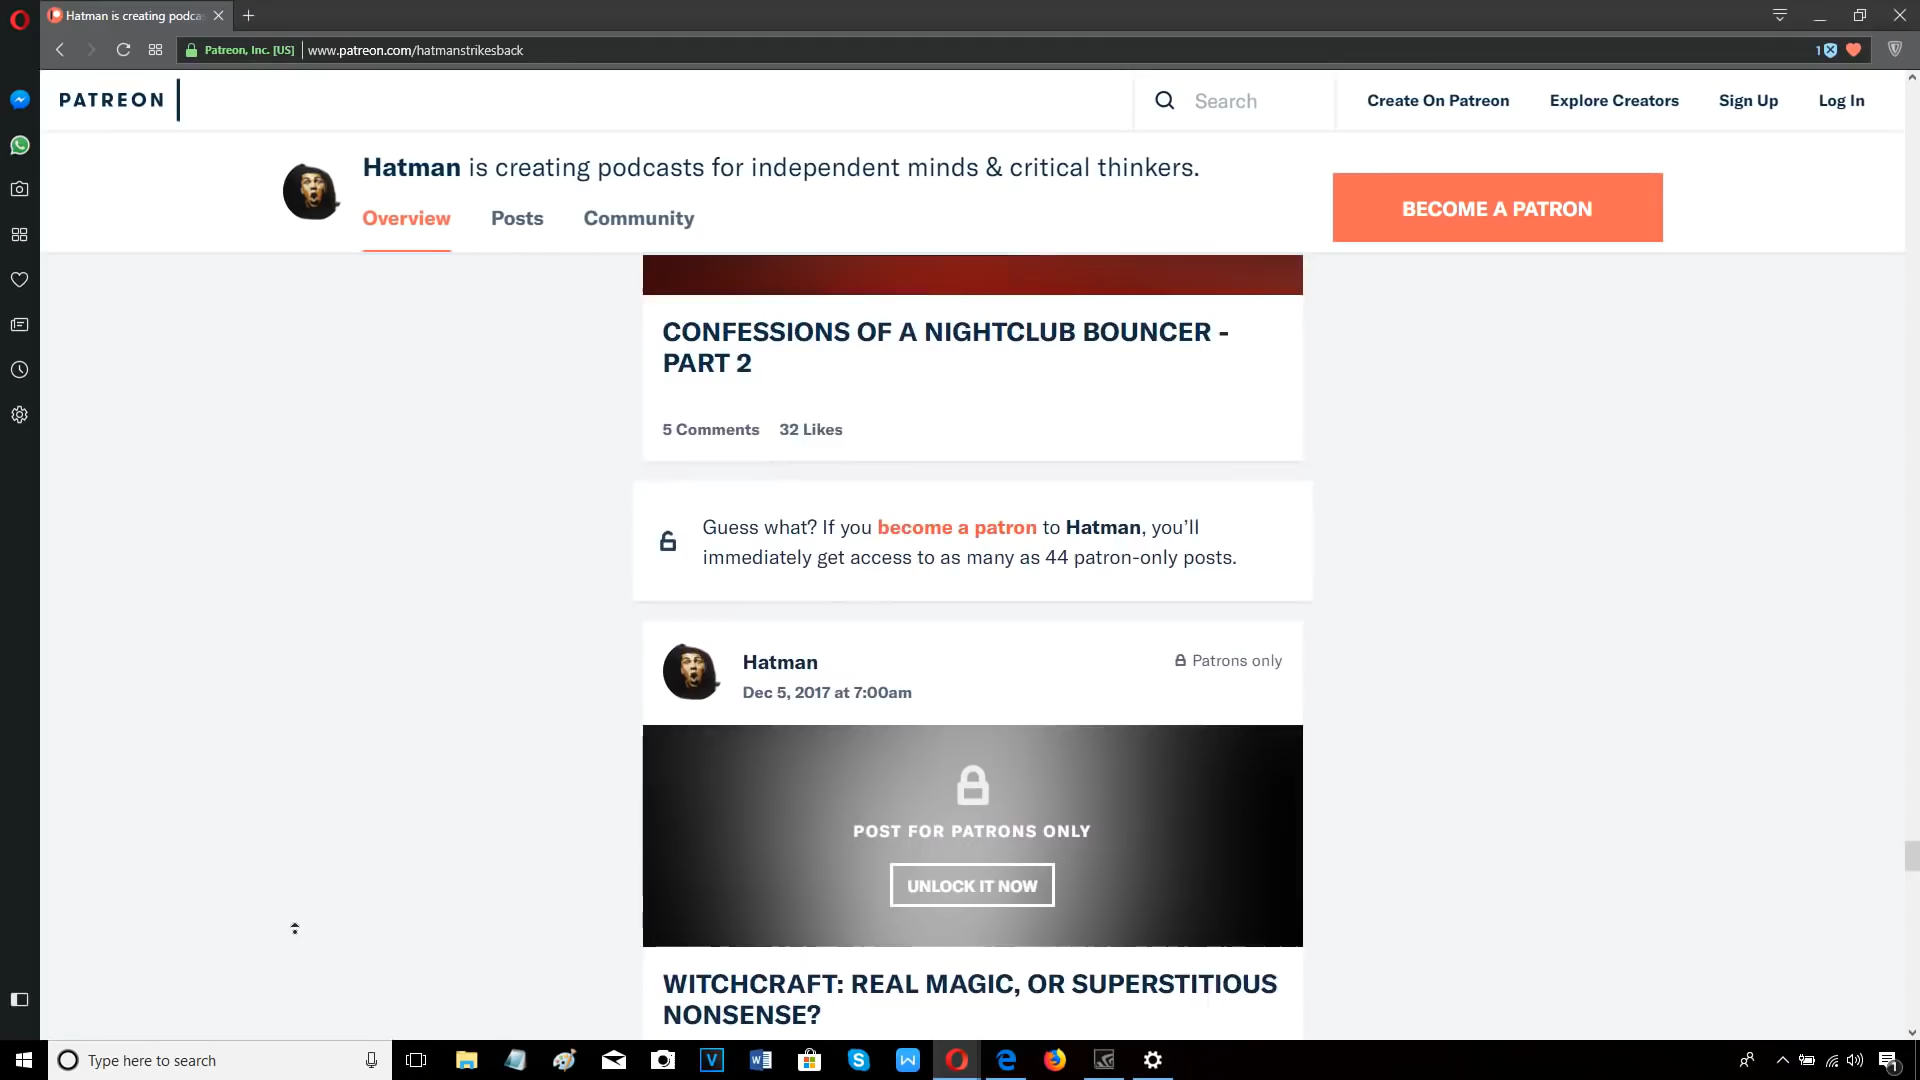 Hatman is creating podca
Patreon, Inc. [US]
www.patreon.com/hatmanstrikesback
1
PATREON
Search
Create On Patreon
Explore Creators
Sign Up
Log In
Hatman is creating podcasts for independent minds & critical thinkers.
Overview
Posts
Community
BECOME A PATRON
CONFESSIONS OF A NIGHTCLUB BOUNCER -
PART 2
5 Comments 32 Likes
Guess what? If you become a patron to Hatman, you'll
immediately get access to as many as 44 patron-only posts.
Hatman
Patrons only
Dec 5, 2017 at 7:00am
POST FOR PATRONS ONLY
UNLOCK IT NOW
WITCHCRAFT: REAL MAGIC, OR SUPERSTITIOUS
NONSENSE?
Type here to search
1